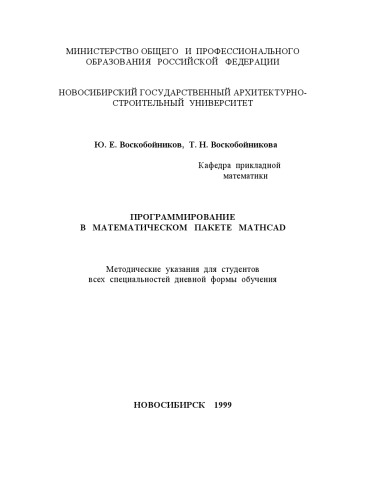 МИНИСТЕРСТВО ОБЩЕГО И ПРОФЕССИОНАЛЬНОГО
ОБРАЗОВАНИЯ РОССИЙСКОЙ ФЕДЕРАЦИИ
НОВОСИБИРСКИЙ ГОСУДАРСТВЕННЫЙ АРХИТЕКТУРНО-
СТРОИТЕЛЬНЫЙ УНИВЕРСИТЕТ
Ю. Е. Воскобойников, Т. Н. Воскобойникова
Кафедра прикладной
математики
ПРОГРАММИРОВАНИЕ
В МАТЕМАТИЧЕСКОМ ПАКЕТЕ MATHCAD
Методические указания для студентов
всех специальностей дневной формы обучения
НОВОСИБИРСК 1999